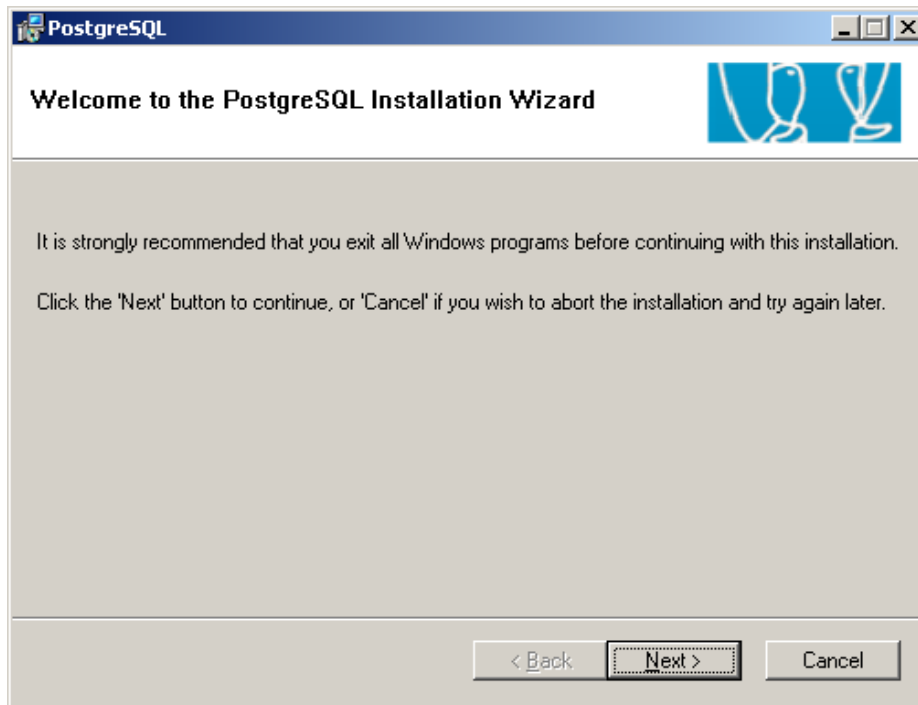 PostgreSQL
Welcome to the PostgreSQL Installation Wizard
It is strongly recommended that you exit all Windows programs before continuing with this installation.
Click the 'Next' button to continue, or 'Cancel' if you wish to abort the installation and try again later.
< Back
Next >
Cancel